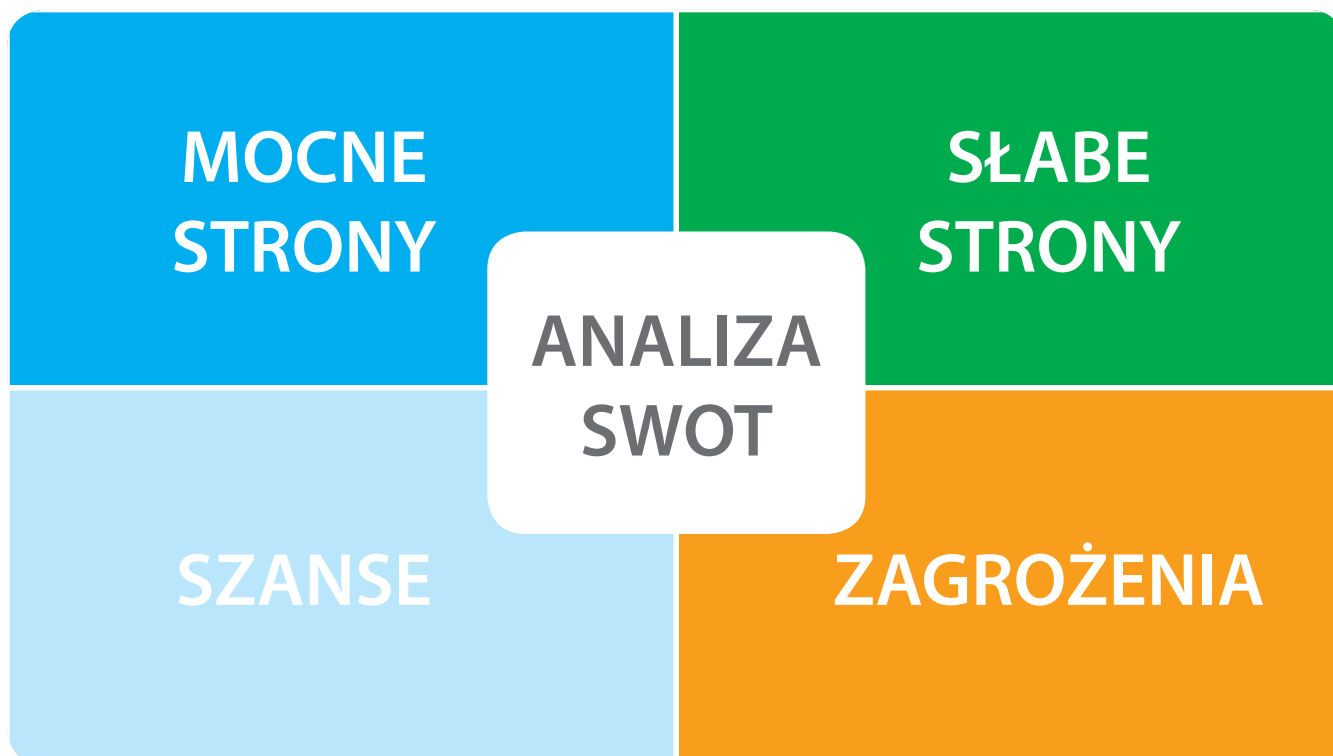 MOCNE
STRONY
SŁABE
STRONY
ANALIZA
SWOT
SZANSE
ZAGROŻENIA